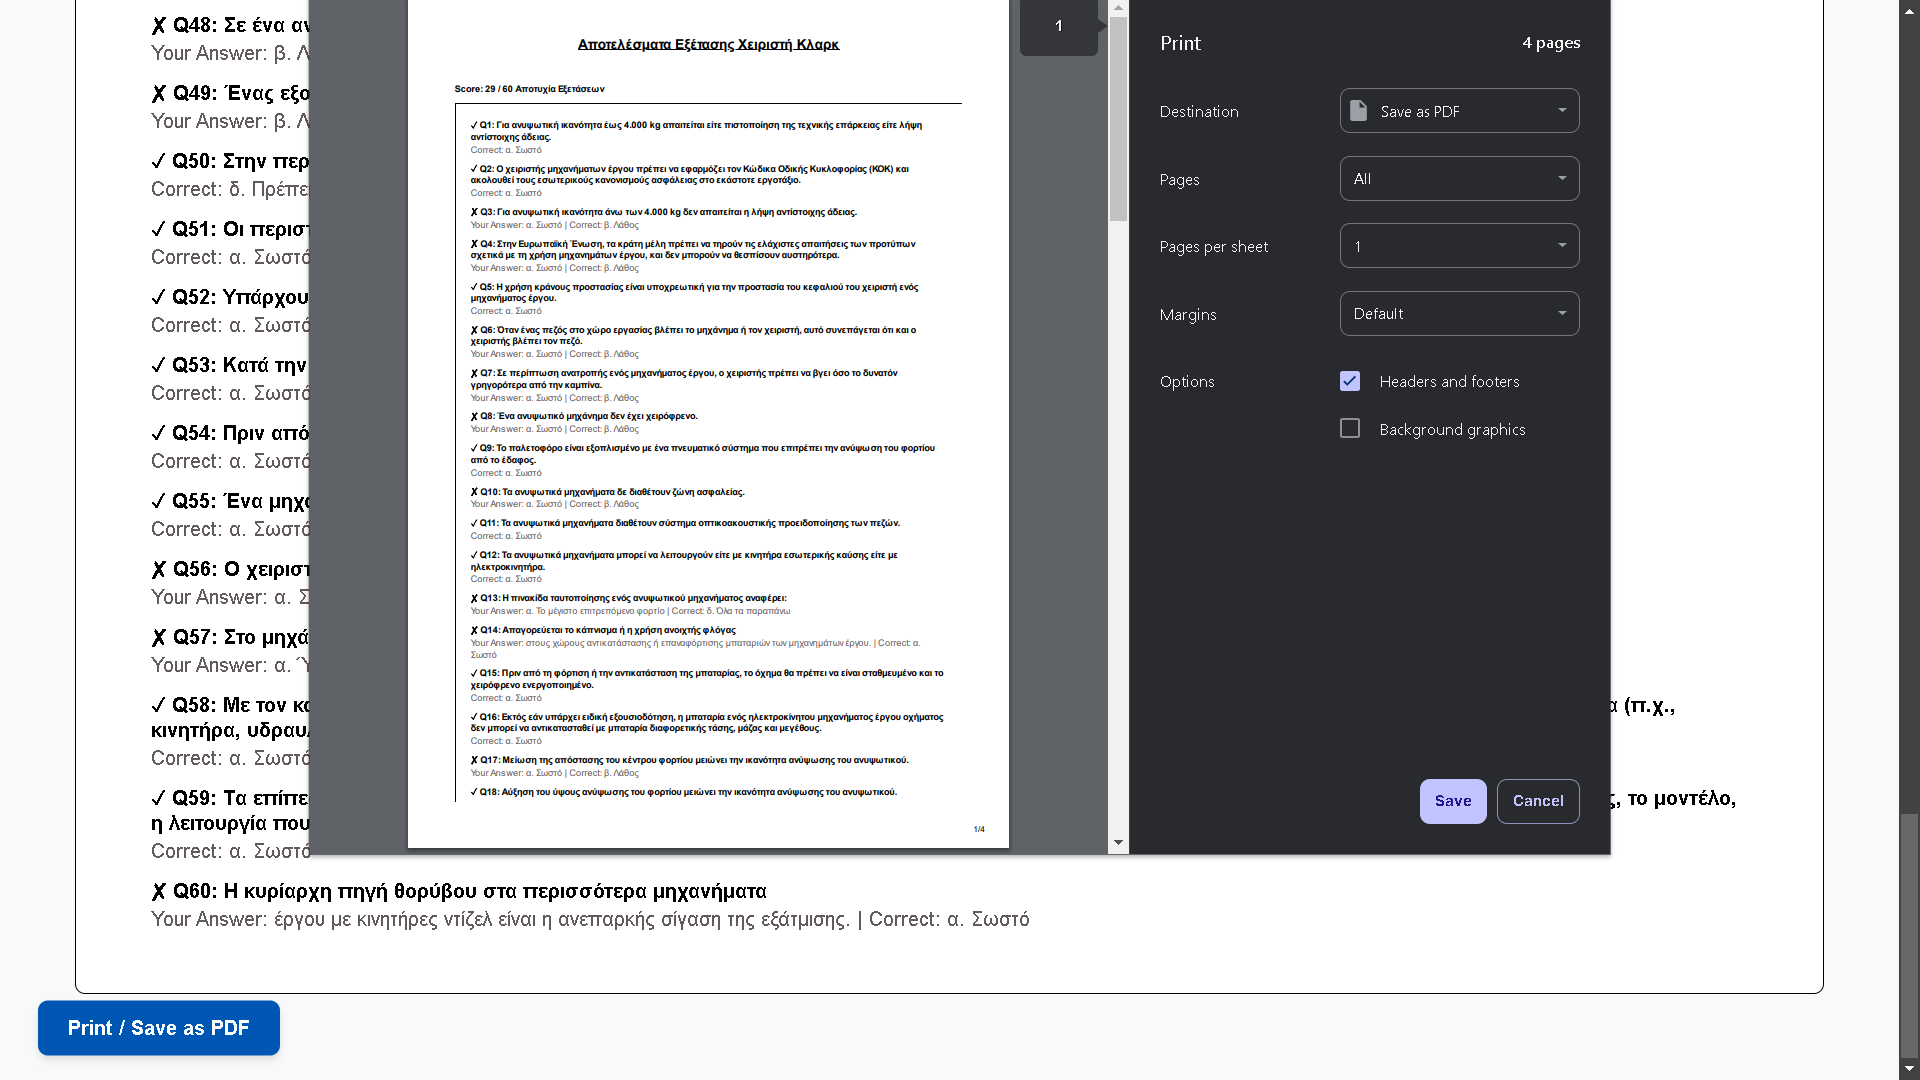 ✗ Q48: Σε ένα αν
Your Answer: β. Λ
✗ Q49: Ένας εξο
Your Answer: β. Λ
✓ Q50: Στην περ
Correct: δ. Πρέπε
✓ Q51: Οι περιστ
Correct: α. Σωστό
✓ Q52: Υπάρχου
Correct: α. Σωστό
✓ Q53: Κατά την
Correct: α. Σωστό
✓ Q54: Πριν από
Correct: α. Σωστό
✓ Q55: Ένα μηχα
Correct: α. Σωστό
✗ Q56: Ο χειριστ
Your Answer: α. Σ
✗ Q57: Στο μηχά
Your Answer: α. Ύ
✓ Q58: Με τον κα
α (π.χ.,
κινητήρα, υδραυλ
Correct: α. Σωστό
✓ Q59: Τα επίπε
ς, το μοντέλο,
η λειτουργία που
Correct: α. Σωστό
✗ Q60: Η κυρίαρχη πηγή θορύβου στα περισσότερα μηχανήματα
Your Answer: έργου με κινητήρες ντίζελ είναι η ανεπαρκής σίγαση της εξάτμισης. | Correct: α. Σωστό
Print / Save as PDF
Αποτελέσματα Εξέτασης Χειριστή Κλαρκ
Score: 29 / 60 Αποτυχία Εξετάσεων
✓ Q1: Για ανυψωτική ικανότητα έως 4.000 kg απαιτείται είτε πιστοποίηση της τεχνικής επάρκειας είτε λήψη
αντίστοιχης άδειας.
Correct: α. Σωστό
✓ Q2: Ο χειριστής μηχανήματων έργου πρέπει να εφαρμόζει τον Κώδικα Οδικής Κυκλοφορίας (ΚΟΚ) και
ακολουθεί τους εσωτερικούς κανονισμούς ασφάλειας στο εκάστοτε εργοτάξιο.
Correct: α. Σωστό
✗ Q3: Για ανυψωτική ικανότητα άνω των 4.000 kg δεν απαιτείται η λήψη αντίστοιχης άδειας.
Your Answer: α. Σωστό | Correct: β. Λάθος
✗ Q4: Στην Ευρωπαϊκή Ένωση, τα κράτη μέλη πρέπει να τηρούν τις ελάχιστες απαιτήσεις των προτύπων
σχετικά με τη χρήση μηχανημάτων έργου, και δεν μπορούν να θεσπίσουν αυστηρότερα.
Your Answer: α. Σωστό | Correct: β. Λάθος
✓ Q5: Η χρήση κράνους προστασίας είναι υποχρεωτική για την προστασία του κεφαλιού του χειριστή ενός
μηχανήματος έργου.
Correct: α. Σωστό
✗ Q6: Όταν ένας πεζός στο χώρο εργασίας βλέπει το μηχάνημα ή τον χειριστή, αυτό συνεπάγεται ότι και ο
χειριστής βλέπει τον πεζό.
Your Answer: α. Σωστό | Correct: β. Λάθος
✗ Q7: Σε περίπτωση ανατροπής ενός μηχανήματος έργου, ο χειριστής πρέπει να βγει όσο το δυνατόν
γρηγορότερα από την καμπίνα.
Your Answer: α. Σωστό | Correct: β. Λάθος
✗ Q8: Ένα ανυψωτικό μηχάνημα δεν έχει χειρόφρενο.
Your Answer: α. Σωστό | Correct: β. Λάθος
✓ Q9: Το παλετοφόρο είναι εξοπλισμένο με ένα πνευματικό σύστημα που επιτρέπει την ανύψωση του φορτίου
από το έδαφος.
Correct: α. Σωστό
✗ Q10: Τα ανυψωτικά μηχανήματα δε διαθέτουν ζώνη ασφαλείας.
Your Answer: α. Σωστό | Correct: β. Λάθος
✓ Q11: Τα ανυψωτικά μηχανήματα διαθέτουν σύστημα οπτικοακουστικής προειδοποίησης των πεζών.
Correct: α. Σωστό
✓ Q12: Τα ανυψωτικά μηχανήματα μπορεί να λειτουργούν είτε με κινητήρα εσωτερικής καύσης είτε με
ηλεκτροκινητήρα.
Correct: α. Σωστό
✗ Q13: Η πινακίδα ταυτοποίησης ενός ανυψωτικού μηχανήματος αναφέρει:
Your Answer: α. Το μέγιστο επιτρεπόμενο φορτίο | Correct: δ. Όλα τα παραπάνω
✗ Q14: Απαγορεύεται το κάπνισμα ή η χρήση ανοιχτής φλόγας
Your Answer: στους χώρους αντικατάστασης ή επαναφόρτισης μπαταριών των μηχανημάτων έργου. | Correct: α.
Σωστό
✓ Q15: Πριν από τη φόρτιση ή την αντικατάσταση της μπαταρίας, το όχημα θα πρέπει να είναι σταθμευμένο και το
χειρόφρενο ενεργοποιημένο.
Correct: α. Σωστό
✓ Q16: Εκτός εάν υπάρχει ειδική εξουσιοδότηση, η μπαταρία ενός ηλεκτροκίνητου μηχανήματος έργου οχήματος
δεν μπορεί να αντικατασταθεί με μπαταρία διαφορετικής τάσης, μάζας και μεγέθους.
Correct: α. Σωστό
✗ Q17: Μείωση της απόστασης του κέντρου φορτίου μειώνει την ικανότητα ανύψωσης του ανυψωτικού.
Your Answer: α. Σωστό | Correct: β. Λάθος
✓ Q18: Αύξηση του ύψους ανύψωσης του φορτίου μειώνει την ικανότητα ανύψωσης του ανυψωτικού.
1/4
1
Print
4 pages
Destination
Save as PDF
Pages
All
Pages per sheet
1
Margins
Default
Options
Headers and footers
Background graphics
Save
Cancel